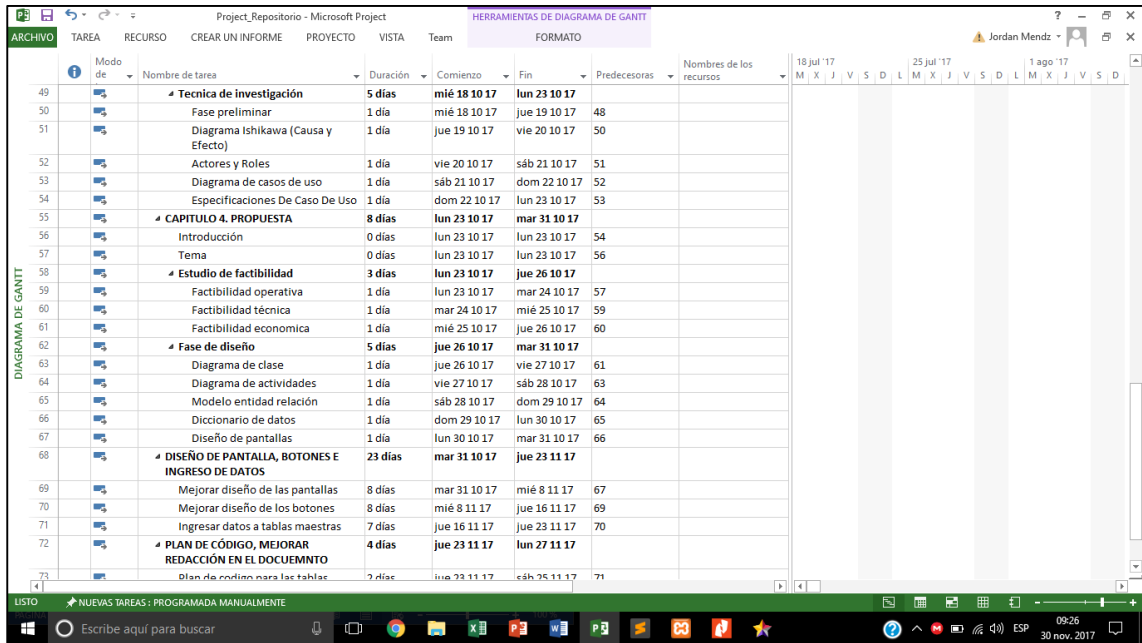 Project_Repositorio - Microsoft Project
HERRAMIENTAS DE DIAGRAMA DE GANTT
ARCHIVO TAREA RECURSO CREAR UN INFORME PROYECTO VISTA Team FORMATO Jordan Mendz
Modo de Nombre de tarea Duración Comienzo Fin Predecesoras Nombres de los recursos
18 jul '17 25 jul '17 1 ago '17
M X J V S D L M X J V S D L M X J V S D
49 Tecnica de investigación 5 días mié 18 10 17 lun 23 10 17
50 Fase preliminar 1 día mié 18 10 17 jue 19 10 17 48
51 Diagrama Ishikawa (Causa y Efecto) 1 día jue 19 10 17 vie 20 10 17 50
52 Actores y Roles 1 día vie 20 10 17 sáb 21 10 17 51
53 Diagrama de casos de uso 1 día sáb 21 10 17 dom 22 10 17 52
54 Especificaciones De Caso De Uso 1 día dom 22 10 17 lun 23 10 17 53
55 CAPITULO 4. PROPUESTA 8 días lun 23 10 17 mar 31 10 17
56 Introducción 0 días lun 23 10 17 lun 23 10 17 54
57 Tema 0 días lun 23 10 17 lun 23 10 17 56
58 Estudio de factibilidad 3 días lun 23 10 17 jue 26 10 17
59 Factibilidad operativa 1 día lun 23 10 17 mar 24 10 17 57
60 Factibilidad técnica 1 día mar 24 10 17 mié 25 10 17 59
61 Factibilidad economica 1 día mié 25 10 17 jue 26 10 17 60
62 Fase de diseño 5 días jue 26 10 17 mar 31 10 17
63 Diagrama de clase 1 día jue 26 10 17 vie 27 10 17 61
64 Diagrama de actividades 1 día vie 27 10 17 sáb 28 10 17 63
65 Modelo entidad relación 1 día sáb 28 10 17 dom 29 10 17 64
66 Diccionario de datos 1 día dom 29 10 17 lun 30 10 17 65
67 Diseño de pantallas 1 día lun 30 10 17 mar 31 10 17 66
68 DISEÑO DE PANTALLA, BOTONES E INGRESO DE DATOS 23 días mar 31 10 17 jue 23 11 17
69 Mejorar diseño de las pantallas 8 días mar 31 10 17 mié 8 11 17 67
70 Mejorar diseño de los botones 8 días mié 8 11 17 jue 16 11 17 69
71 Ingresar datos a tablas maestras 7 días jue 16 11 17 jue 23 11 17 70
72 PLAN DE CÓDIGO, MEJORAR REDACCIÓN EN EL DOCUEMNTO 4 días jue 23 11 17 lun 27 11 17
73 Plan de codigo para las tablas 2 días jue 23 11 17 sáb 25 11 17 71
DIAGRAMA DE GANTT
LISTO NUEVAS TAREAS : PROGRAMADA MANUALMENTE
Escribe aquí para buscar
ESP
09:26
30 nov. 2017